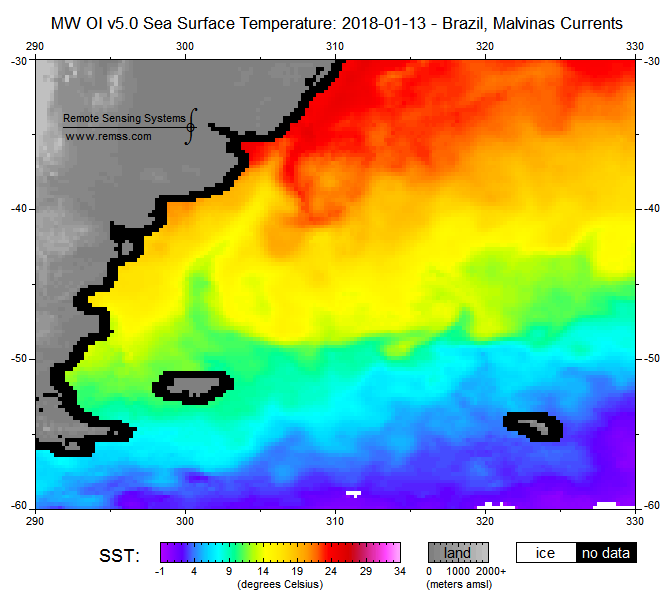 MW OI v5.0 Sea Surface Temperature: 2018-01-13 - Brazil, Malvinas Currents
290 300 310 320 330
-30 -30
Remote Sensing Systems
www.remss.com
-40 -40
-50 -50
-60 -60
290 300 310 320 330
SST: land ice no data
-1 4 9 14 19 24 29 34 0 1000 2000+
(degrees Celsius) (meters amsl)